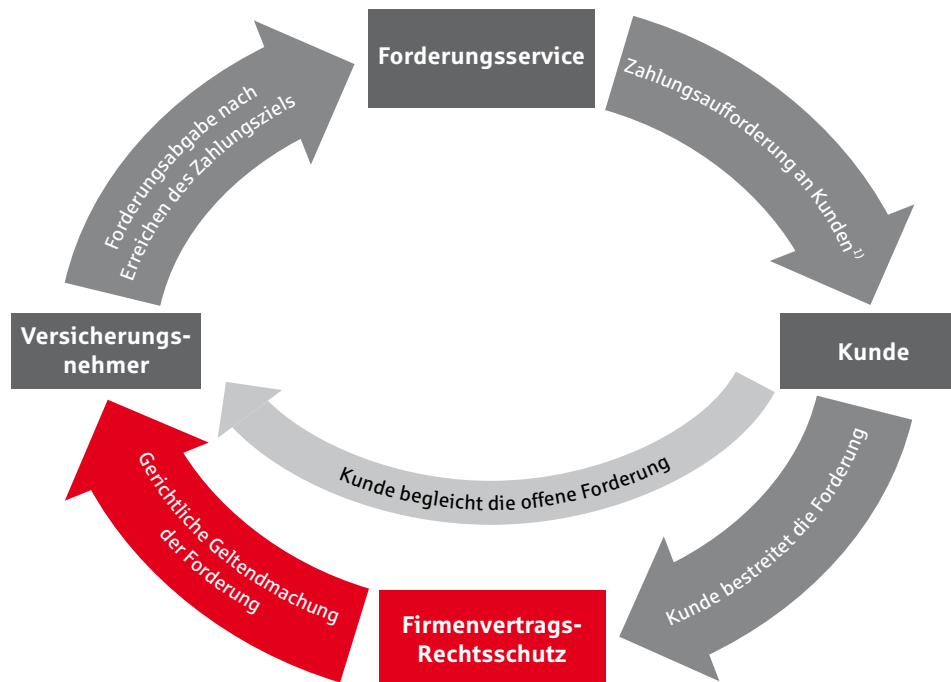 Forderungsservice
Zahlungsaufforderung an Kunden¹⁾
Forderungsabgabe nach
Erreichen des Zahlungsziels
Versicherungs-
nehmer
Kunde
Kunde begleicht die offene Forderung
Kunde bestreitet die Forderung
Gerichtliche Geltendmachung
der Forderung
Firmenvertrags-
Rechtsschutz